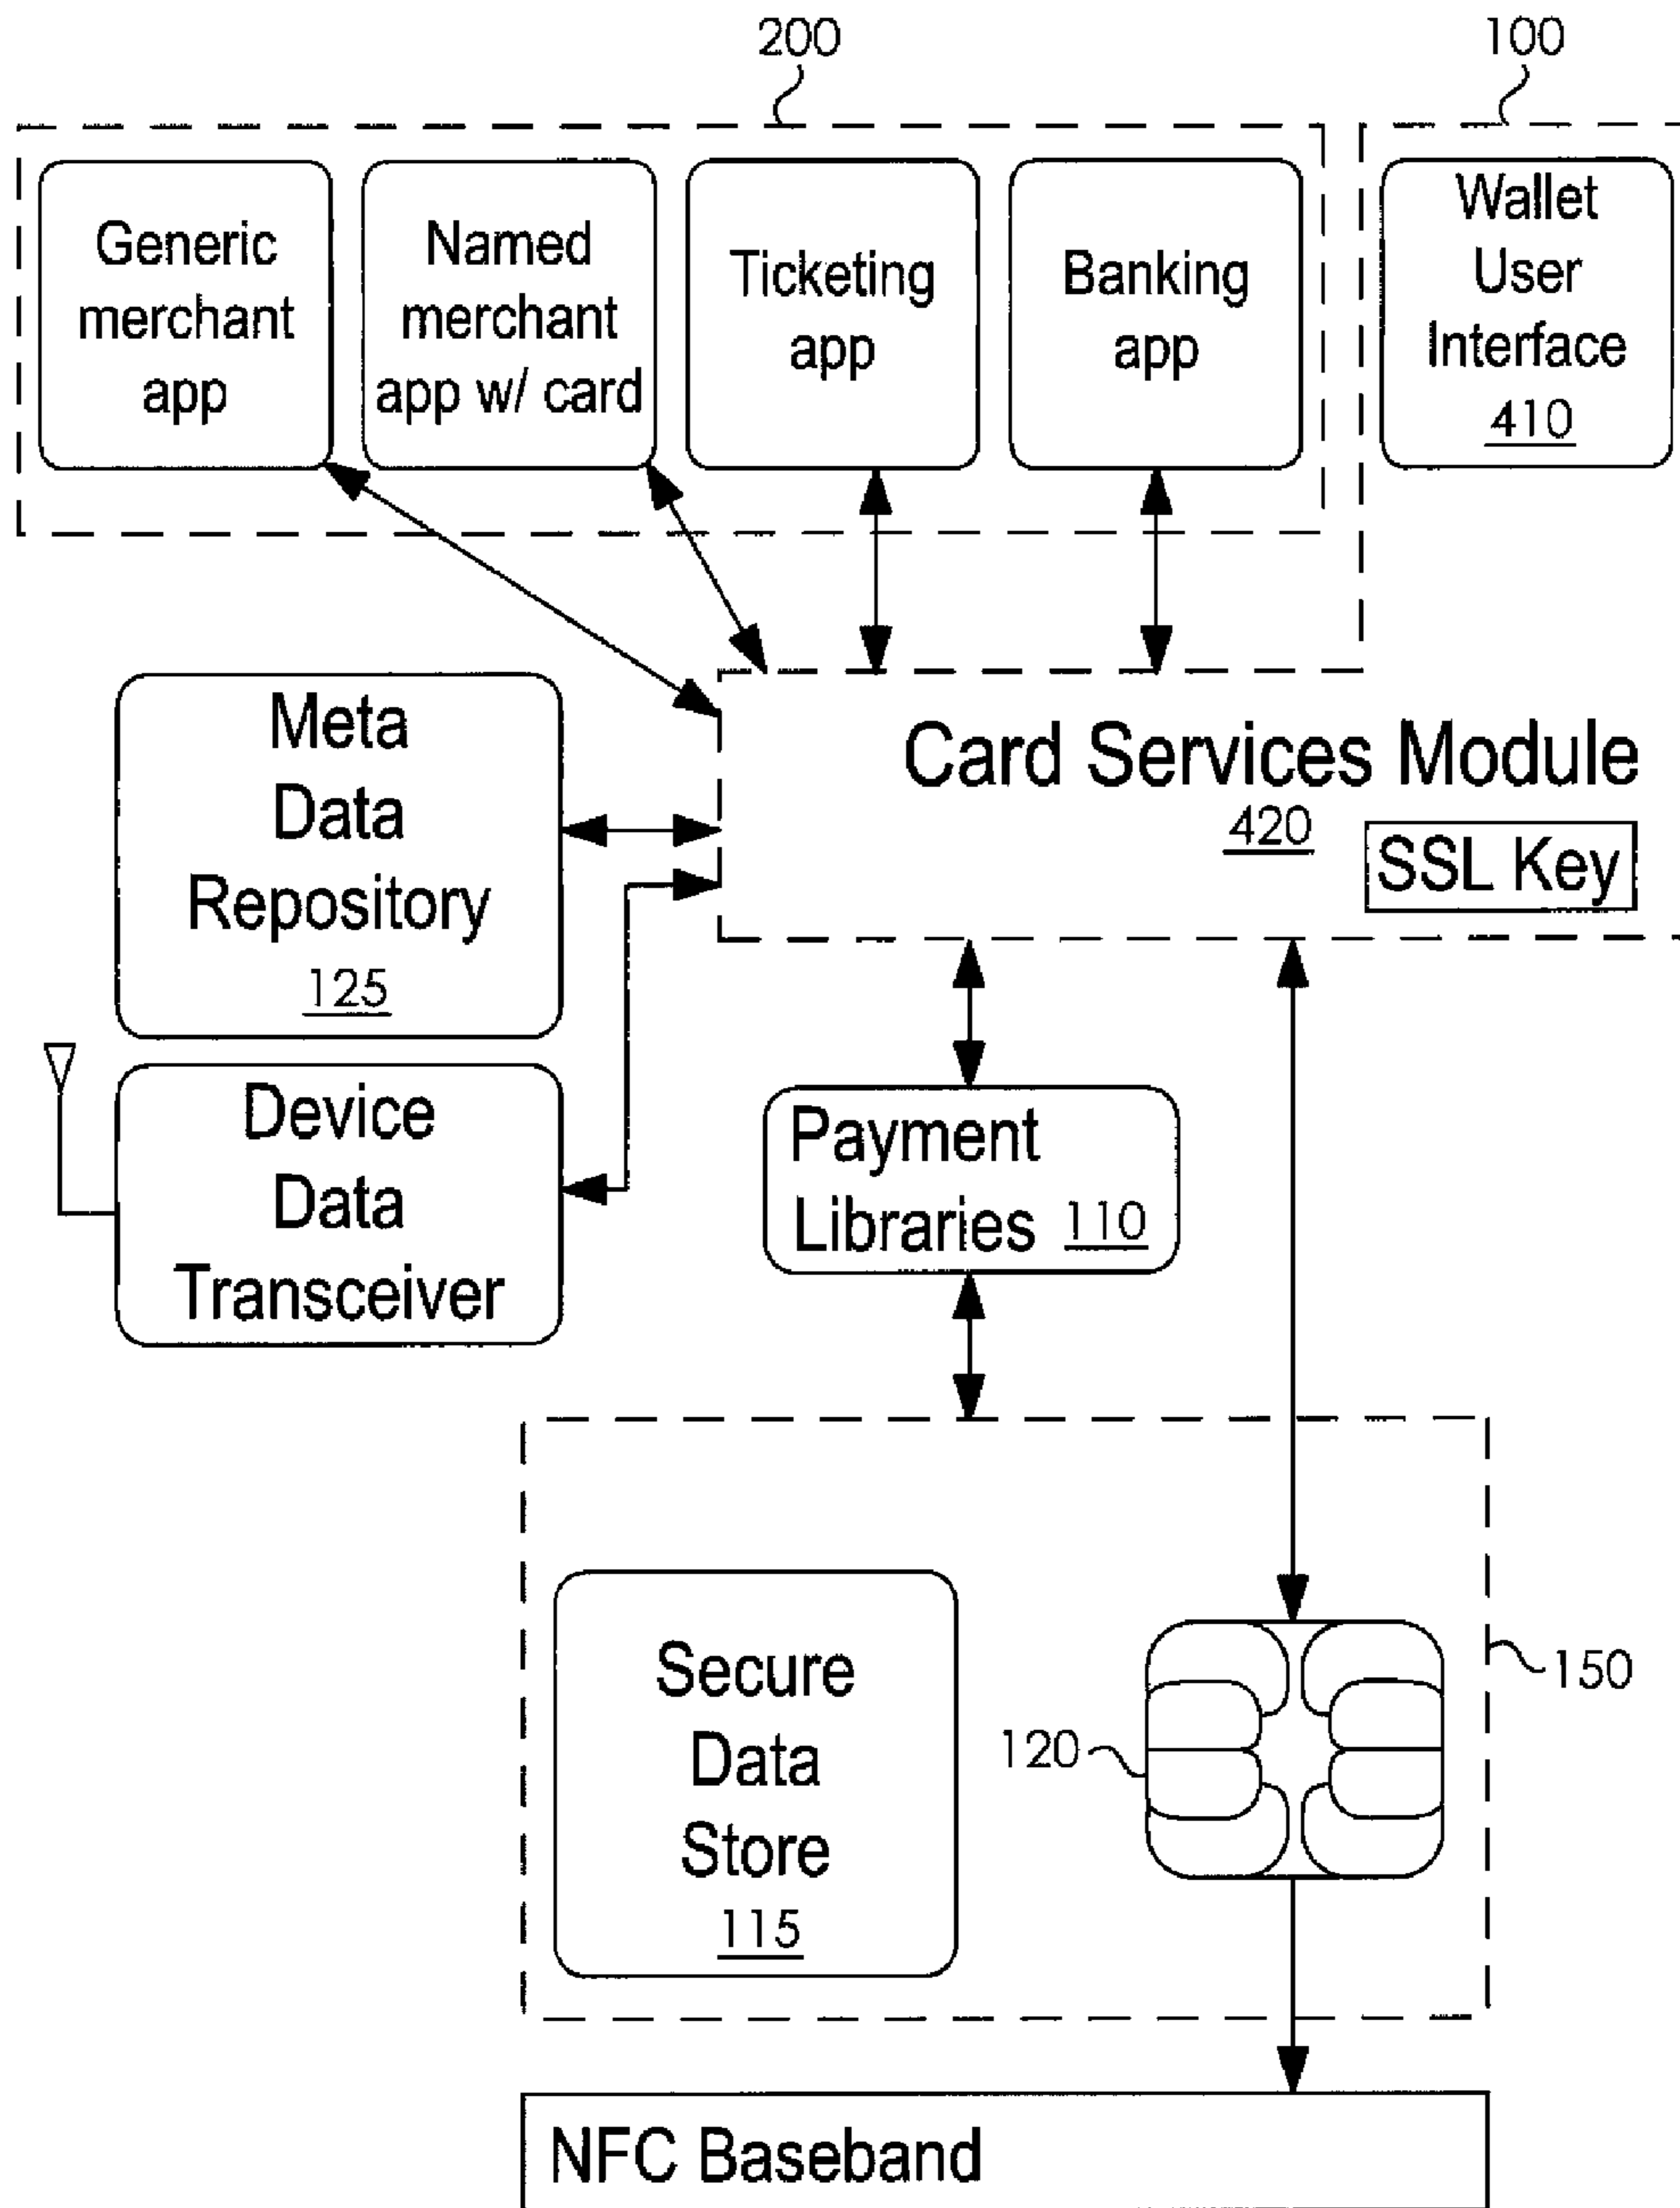 200
100
Generic
merchant
app
Named
merchant
app w/ card
Ticketing
app
Banking
app
Wallet
User
Interface
410
Meta
Data
Repository
125
Card Services Module
420
SSL Key
Device
Data
Transceiver
Payment
Libraries 110
Secure
Data
Store
115
120
150
NFC Baseband